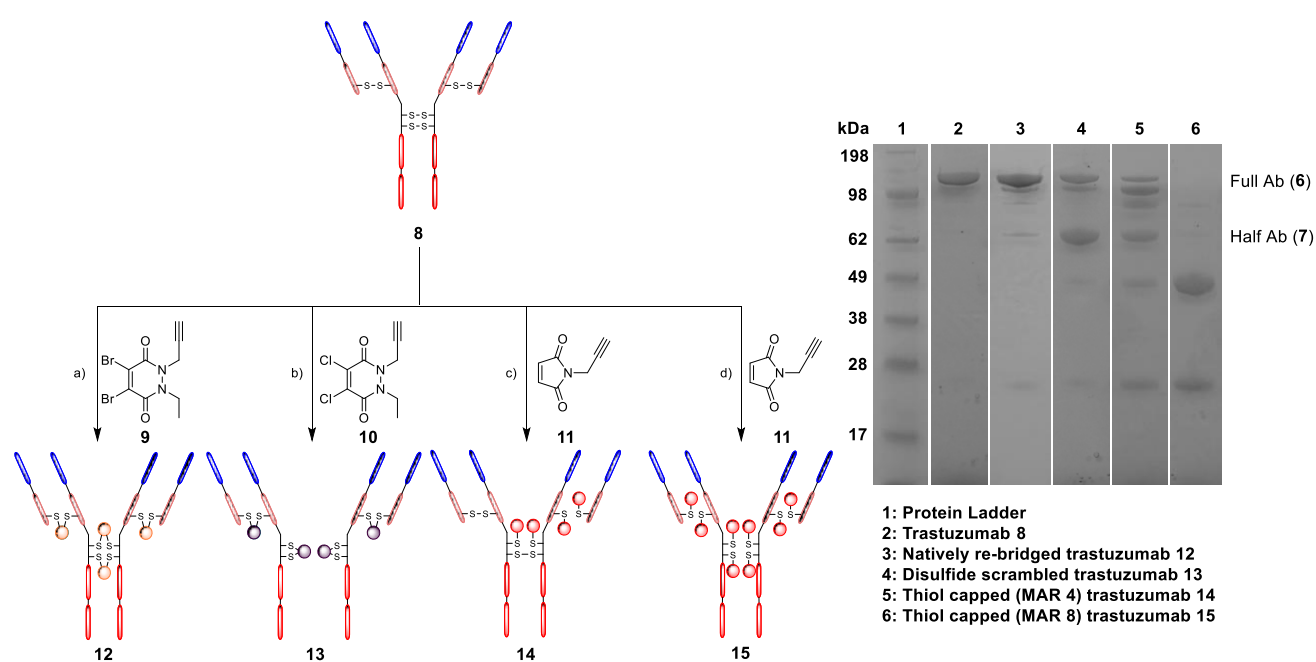 S-S
S-S
S-S
S-S
8
a)
b)
c)
d)
Br
Br
O
O
N
N
9
Cl
Cl
O
O
N
N
10
O
O
N
11
O
O
N
11
S S
S S
S S
S S
12
S S
S S
S
S
S
S
13
S-S
S
S
S
S
S-S
14
S
S
S
S
S
S
S
S
15
kDa
1
2
3
4
5
6
198
98
62
49
38
28
17
Full Ab (6)
Half Ab (7)
1: Protein Ladder
2: Trastuzumab 8
3: Natively re-bridged trastuzumab 12
4: Disulfide scrambled trastuzumab 13
5: Thiol capped (MAR 4) trastuzumab 14
6: Thiol capped (MAR 8) trastuzumab 15